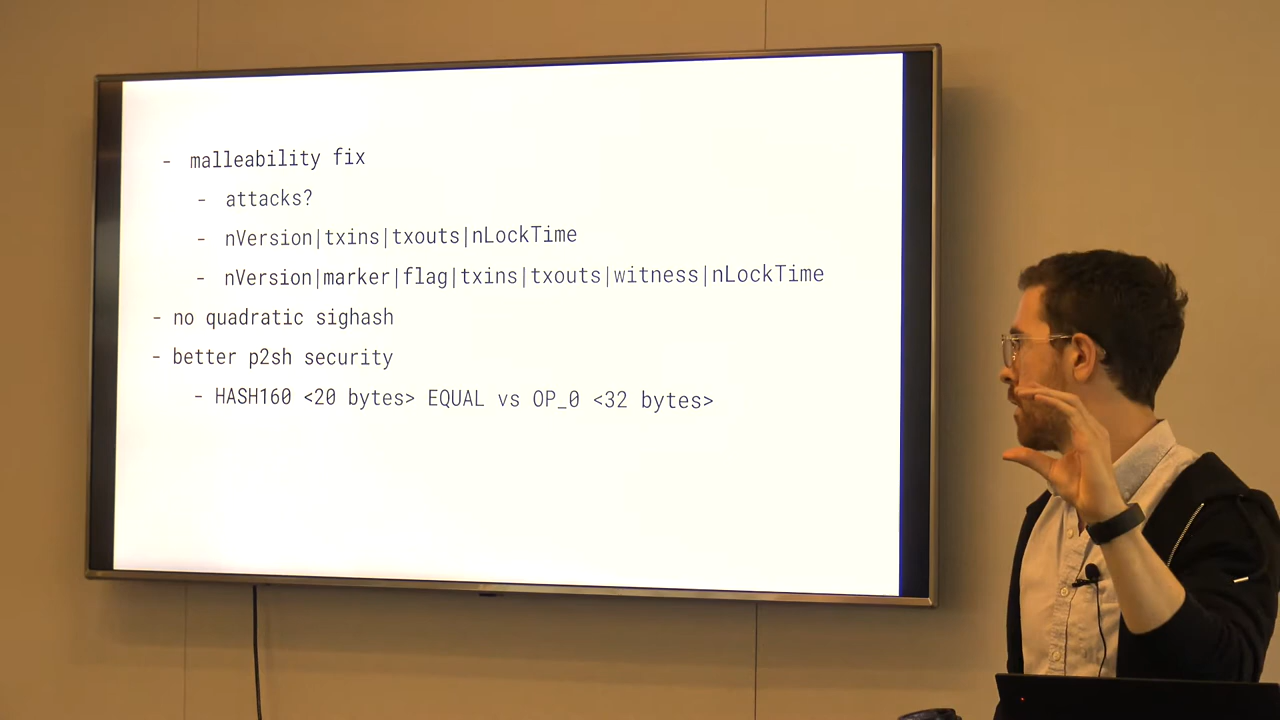 - malleability fix
- attacks?
- nVersion|txins|txouts|nLockTime
- nVersion|marker|flag|txins|txouts|witness|nLockTime
- no quadratic sighash
- better p2sh security
- HASH160 <20 bytes> EQUAL vs OP_0 <32 bytes>